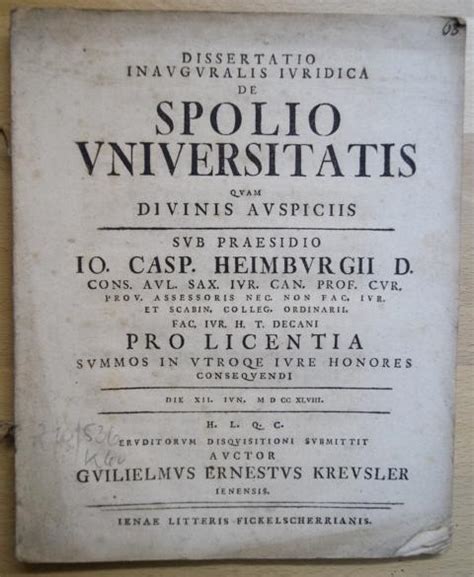 DISSERTATIO
INAVGVRALIS IVRIDICA
DE
SPOLIO
VNIVERSITATIS
QVAM
DIVINIS AVSPICIIS
SVB PRAESIDIO
IO. CASP. HEIMBVRGII D.
CONS. AVL. SAX. IVR. CAN. PROF. CVR.
PROV. ASSESSORIS NEC. NON FAC. IVR.
ET SCABIN. COLLEG. ORDINARII.
FAC. IVR. H. T. DECANI
PRO LICENTIA
SVMMOS IN VTROQE IVRE HONORES
CONSEQVENDI
DIE XII. IVN. M D CC XLVIII.
H. L. Q. C.
ERVDITORVM DISQVISITIONI SVBMITTIT
AVCTOR
GVILIELMVS ERNESTVS KREVSLER
IENENSIS.
IENAE LITTERIS FICKELSCHERRIANIS.